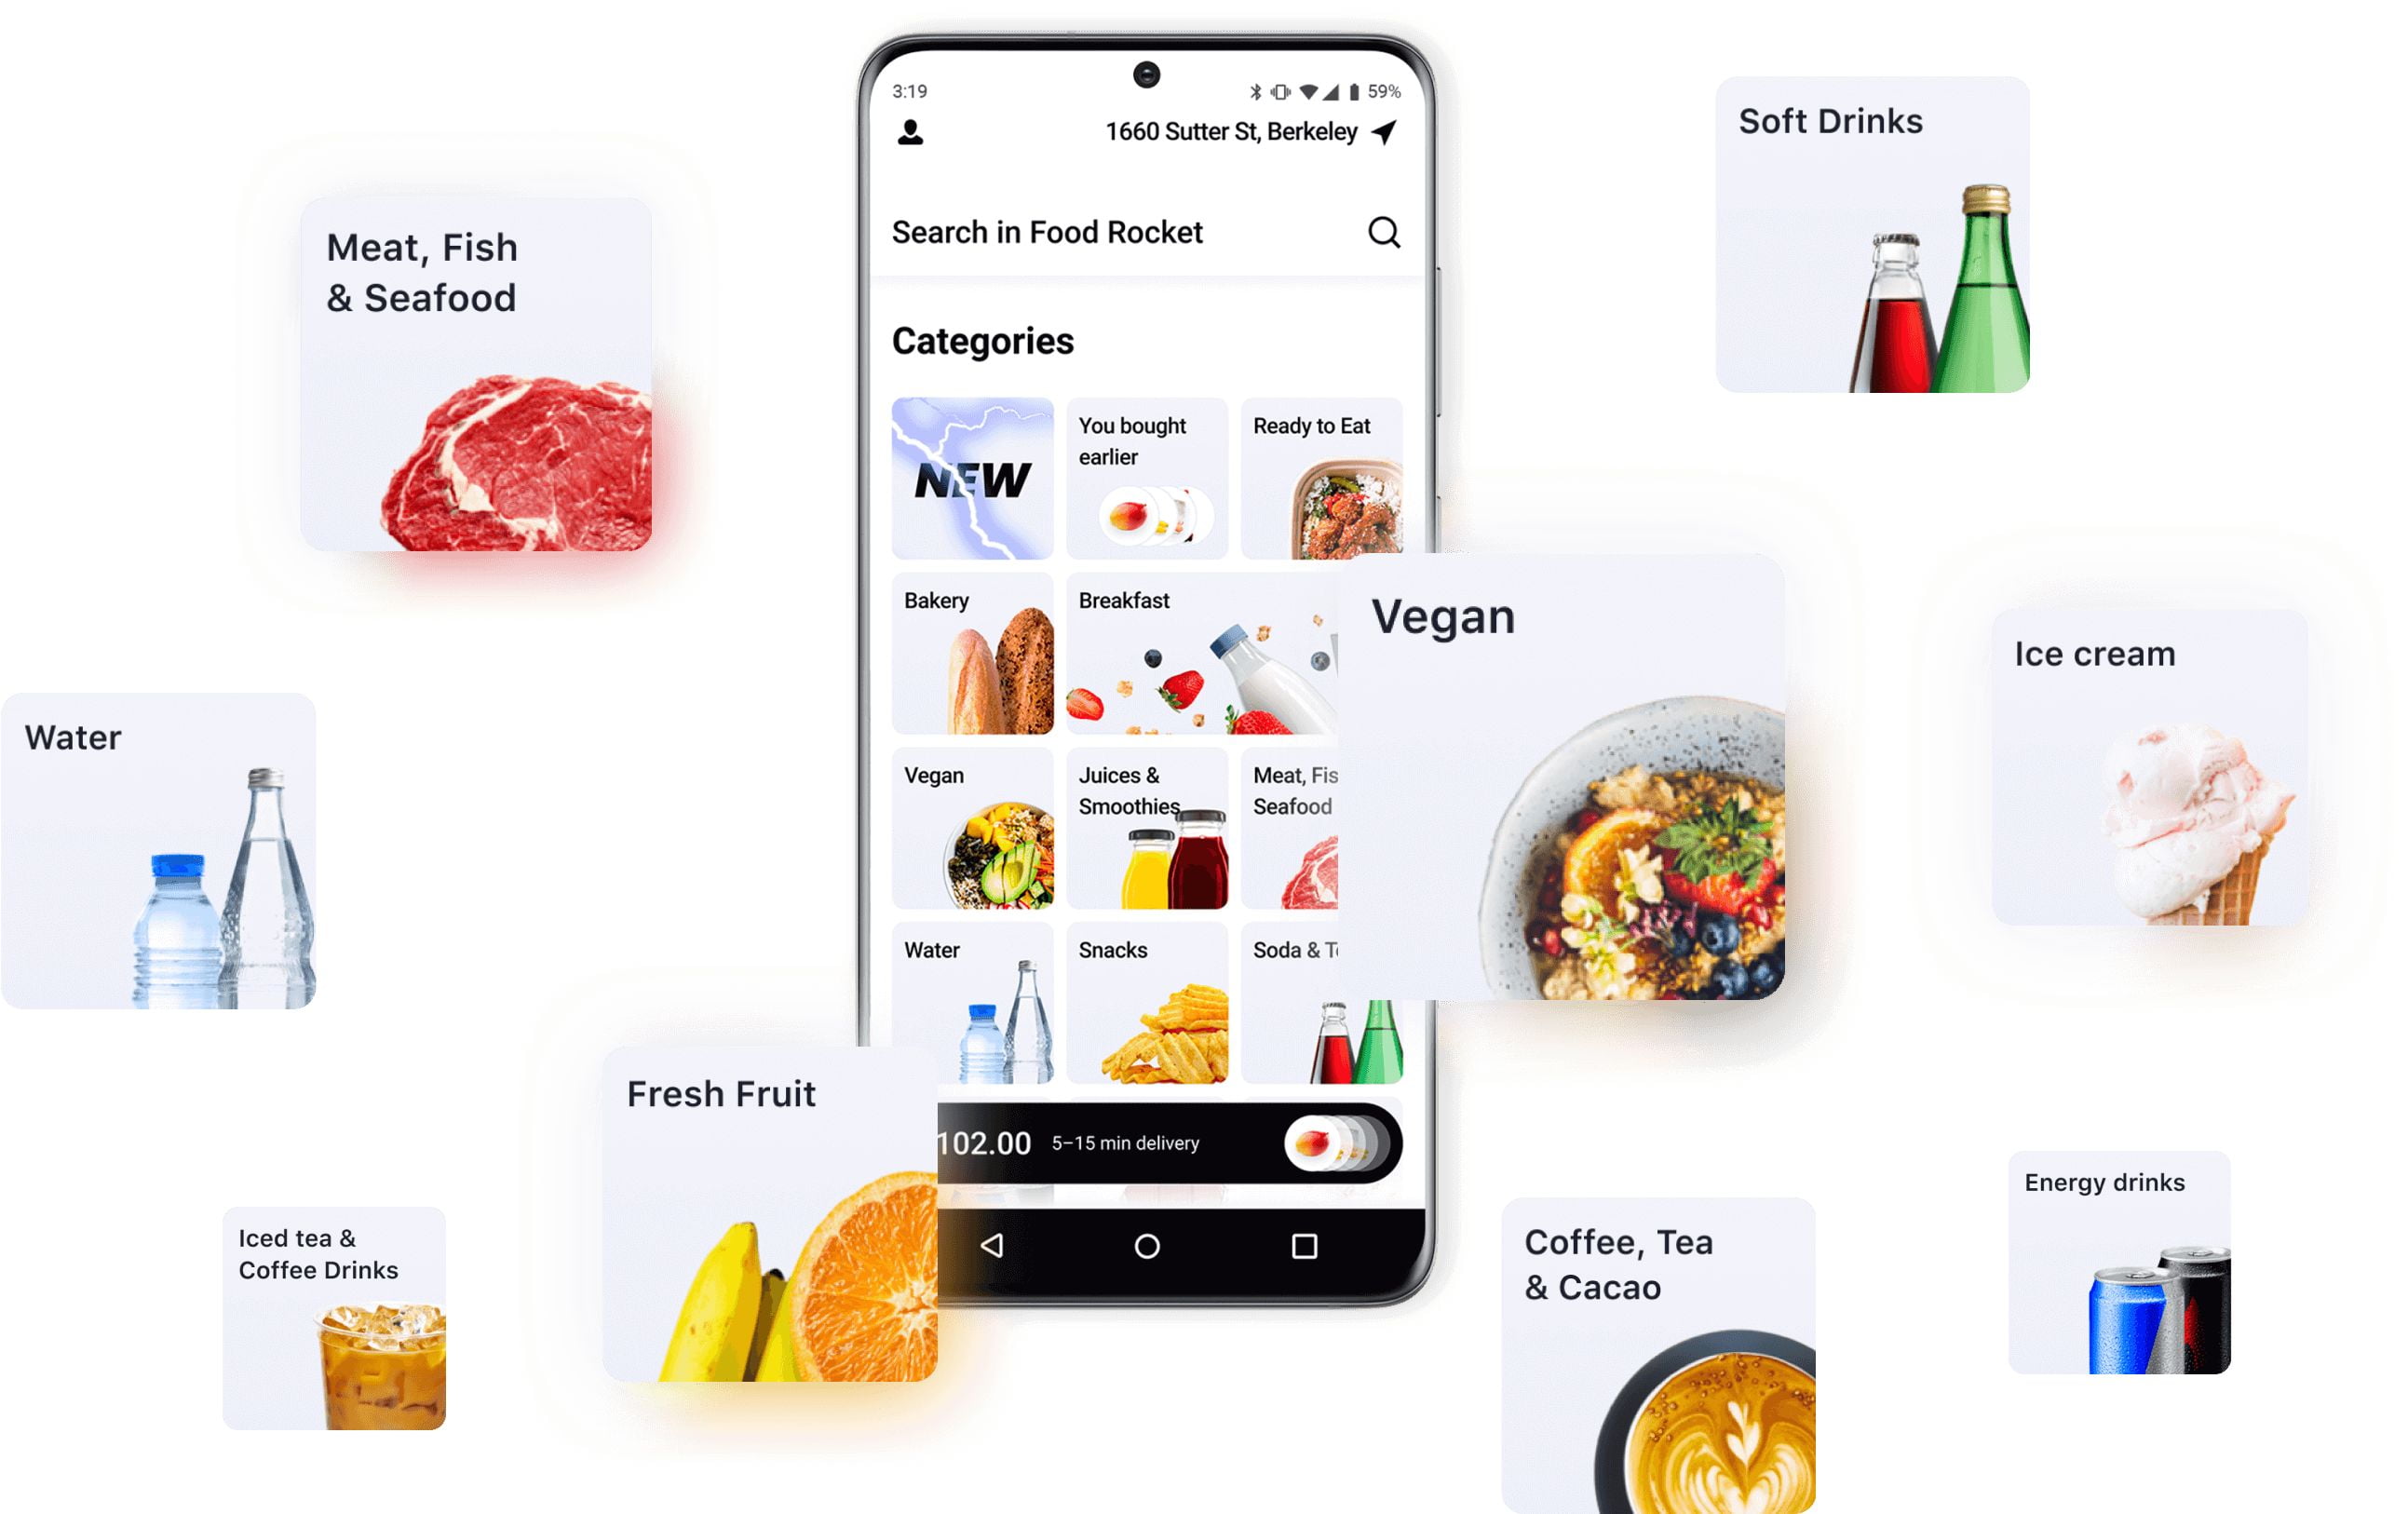 3:19
59%
1660 Sutter St, Berkeley
Search in Food Rocket
Categories
NEW
You bought
earlier
Ready to Eat
Bakery
Breakfast
Vegan
Juices &
Smoothies
Meat, Fis
Seafood
Water
Snacks
Soda &
102.00
5–15 min delivery
Meat, Fish
& Seafood
Soft Drinks
Vegan
Ice cream
Water
Fresh Fruit
Iced tea &
Coffee Drinks
Coffee, Tea
& Cacao
Energy drinks